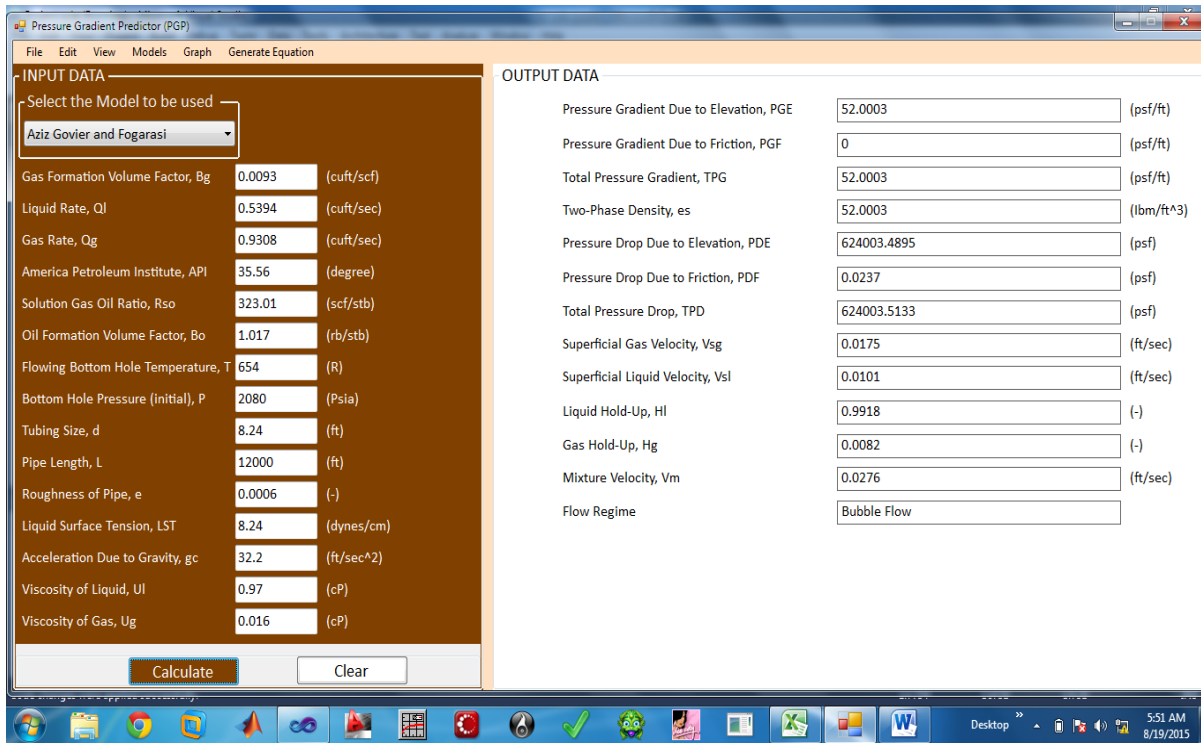 Pressure Gradient Predictor (PGP)
File Edit View Models Graph Generate Equation
INPUT DATA
Select the Model to be used
Aziz Govier and Fogarasi
Gas Formation Volume Factor, Bg 0.0093 (cuft/scf)
Liquid Rate, Ql 0.5394 (cuft/sec)
Gas Rate, Qg 0.9308 (cuft/sec)
America Petroleum Institute, API 35.56 (degree)
Solution Gas Oil Ratio, Rso 323.01 (scf/stb)
Oil Formation Volume Factor, Bo 1.017 (rb/stb)
Flowing Bottom Hole Temperature, T 654 (R)
Bottom Hole Pressure (initial), P 2080 (Psia)
Tubing Size, d 8.24 (ft)
Pipe Length, L 12000 (ft)
Roughness of Pipe, e 0.0006 (-)
Liquid Surface Tension, LST 8.24 (dynes/cm)
Acceleration Due to Gravity, gc 32.2 (ft/sec^2)
Viscosity of Liquid, Ul 0.97 (cP)
Viscosity of Gas, Ug 0.016 (cP)
Calculate Clear
OUTPUT DATA
Pressure Gradient Due to Elevation, PGE 52.0003 (psf/ft)
Pressure Gradient Due to Friction, PGF 0 (psf/ft)
Total Pressure Gradient, TPG 52.0003 (psf/ft)
Two-Phase Density, es 52.0003 (Ibm/ft^3)
Pressure Drop Due to Elevation, PDE 624003.4895 (psf)
Pressure Drop Due to Friction, PDF 0.0237 (psf)
Total Pressure Drop, TPD 624003.5133 (psf)
Superficial Gas Velocity, Vsg 0.0175 (ft/sec)
Superficial Liquid Velocity, Vsl 0.0101 (ft/sec)
Liquid Hold-Up, Hl 0.9918 (-)
Gas Hold-Up, Hg 0.0082 (-)
Mixture Velocity, Vm 0.0276 (ft/sec)
Flow Regime Bubble Flow
Desktop 5:51 AM
8/19/2015